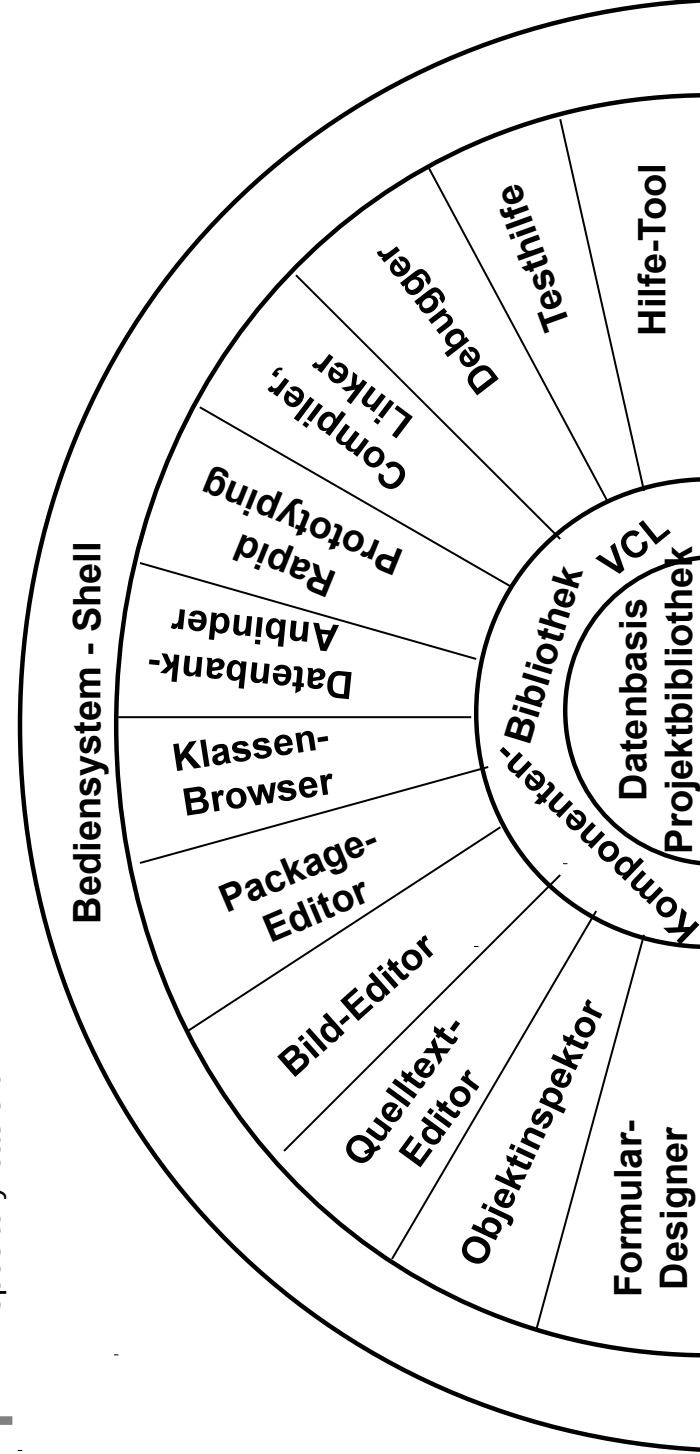 Bediensystem - Shell
Hilfe-Tool
Testhilfe
Debugger
Compiler,
Linker
Rapid
Prototyping
Datenbank-
Anbinder
Klassen-
Browser
Package-
Editor
Bild-Editor
Quelltext-
Editor
Objektinspektor
Formular-
Designer
Komponenten- Bibliothek
VCL
Datenbasis
Projektbibliothek